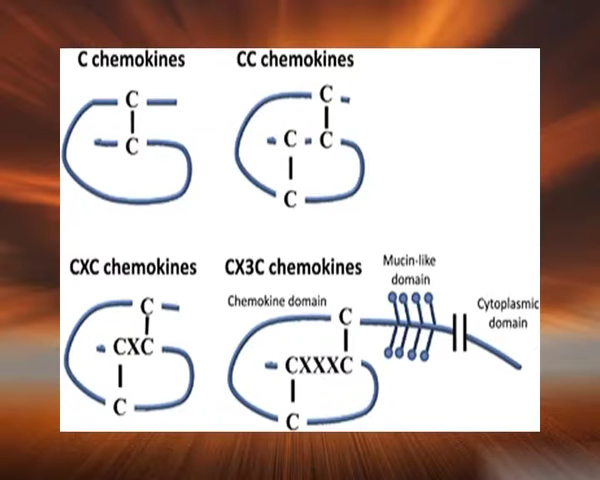 C chemokines
C
C
CC chemokines
C
C - C
C
CXC chemokines
C
CXC
C
CX3C chemokines
Chemokine domain
C
CXXXC
C
Mucin-like
domain
Cytoplasmic
domain